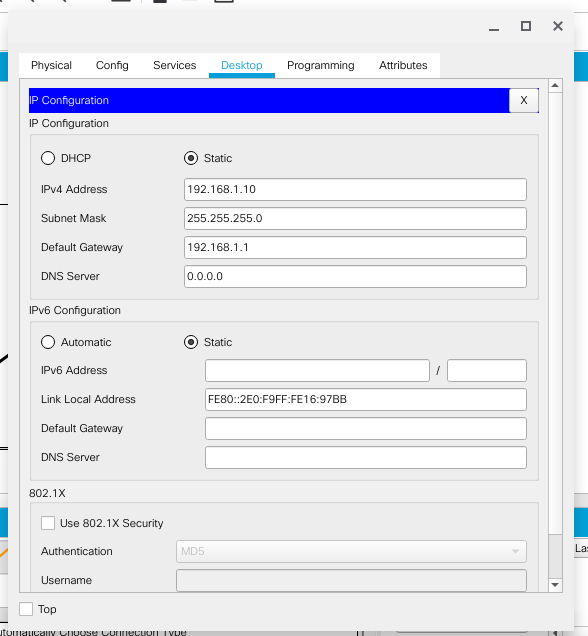 Physical Config Services Desktop Programming Attributes
IP Configuration X
IP Configuration
DHCP Static
IPv4 Address 192.168.1.10
Subnet Mask 255.255.255.0
Default Gateway 192.168.1.1
DNS Server 0.0.0.0
IPv6 Configuration
Automatic Static
IPv6 Address /
Link Local Address FE80::2E0:F9FF:FE16:97BB
Default Gateway
DNS Server
802.1X
Use 802.1X Security
Authentication MD5
Username
Top
utomatically Choose Connection Type